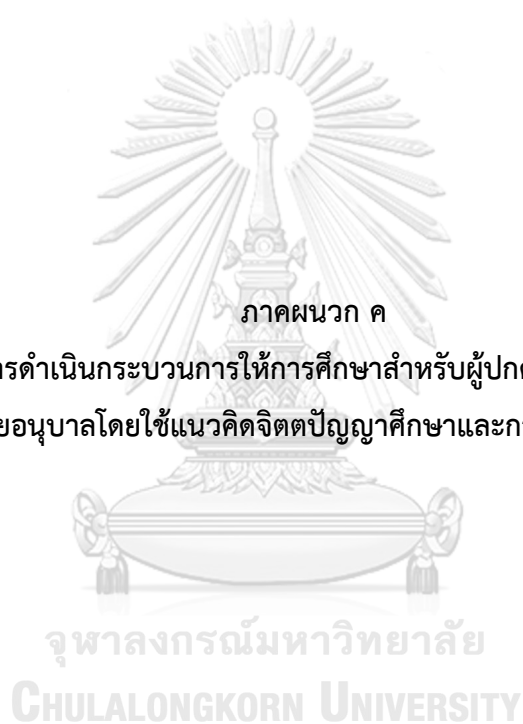 ภาคผนวก ค
ารดำเนินกระบวนการให้การศึกษาสำหรับผู้ปก
ยอนุบาลโดยใช้แนวคิดจิตตปัญญาศึกษาและก
จุฬาลงกรณ์มหาวิทยาลัย
CHULALONGKORN UNIVERSITY